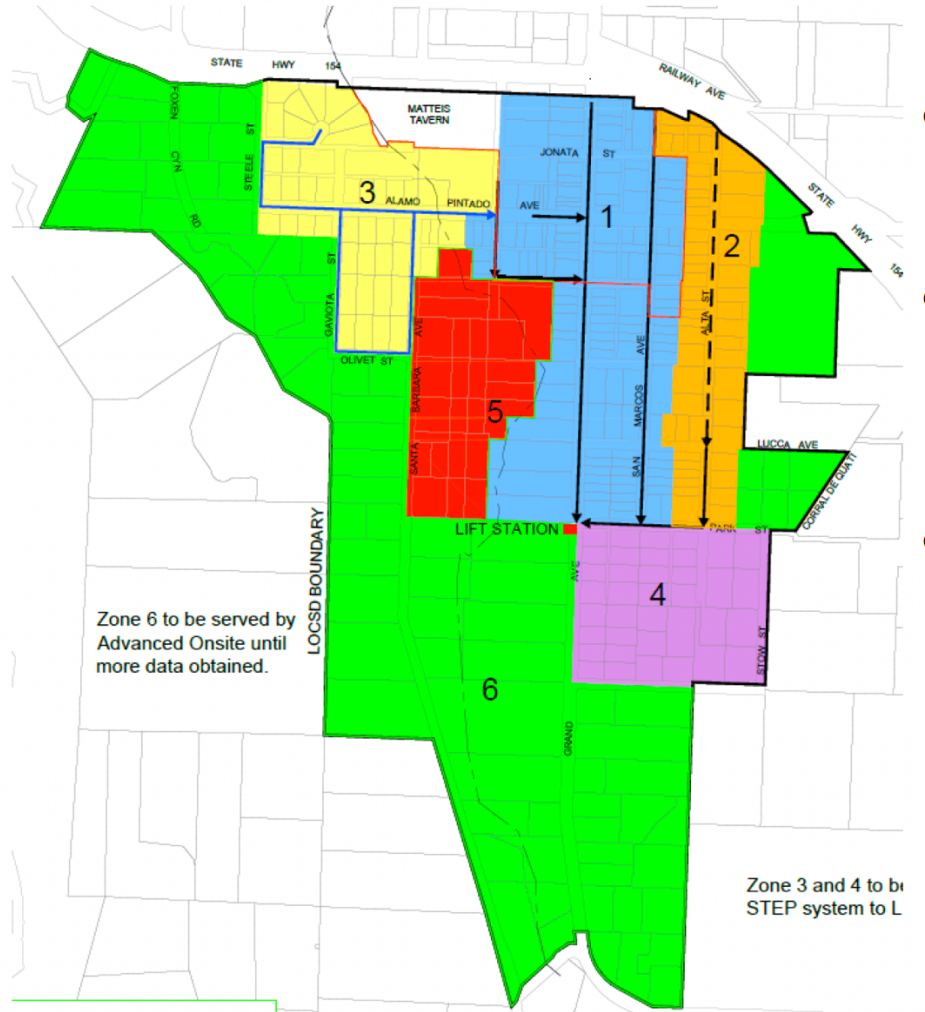 STATE HWY 154
RAILWAY AVE
MATTEIS
TAVERN
FOXEN CYN RD
STEELE ST
JONATA ST
STATE HWY 154
3
ALAMO PINTADO AVE
1
2
GAVIOTA ST
ALTA ST
OLIVET ST
SANTA BARBARA AVE
SAN MARCOS AVE
5
LUCCA AVE
CORRAL DE QUATI
LIFT STATION
PARK ST
LOCSD BOUNDARY
GRAND AVE
4
STOW ST
Zone 6 to be served by
Advanced Onsite until
more data obtained.
6
Zone 3 and 4 to be
STEP system to L